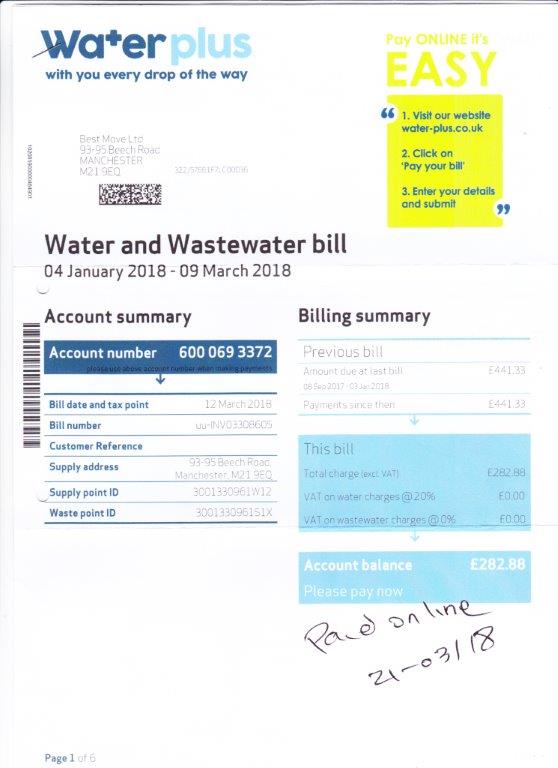 Water plus
with you every drop of the way
Pay ONLINE it's
EASY
1. Visit our website
water-plus.co.uk
2. Click on
'Pay your bill'
3. Enter your details
and submit
Best Move Ltd
93-95 Beech Road
MANCHESTER
M21 9EQ
Water and Wastewater bill
04 January 2018 - 09 March 2018
Account summary
Account number 600 069 3372
please use above account number when making payments
Bill date and tax point 12 March 2018
Bill number uu-INV03308605
Customer Reference
Supply address 93-95 Beech Road,
Manchester, M21 9EQ
Supply point ID 3001330961W12
Waste point ID 3001330961S1X
Billing summary
Previous bill
Amount due at last bill £441.33
08 Sep 2017 - 03 Jan 2018
Payments since then £441.33
This bill
Total charge (excl. VAT) £282.88
VAT on water charges @ 20% £0.00
VAT on wastewater charges @ 0% £0.00
Account balance £282.88
Please pay now
Paid online
21-03/18
Page 1 of 6